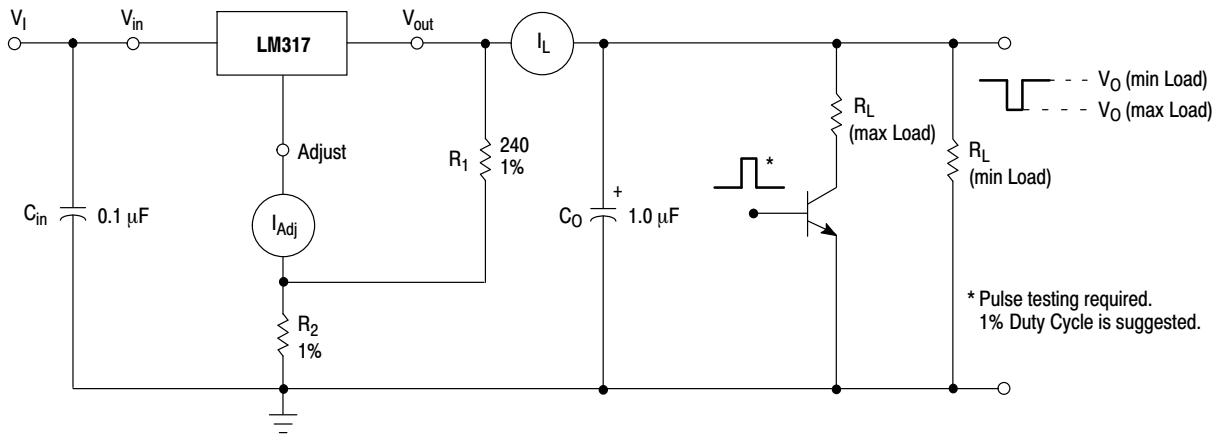 V_I
V_in
LM317
V_out
I_L
Adjust
R_1
240
1%
C_in
0.1 μF
I_Adj
R_2
1%
C_O
+
1.0 μF
*
R_L
(max Load)
R_L
(min Load)
V_O (min Load)
V_O (max Load)
* Pulse testing required.
1% Duty Cycle is suggested.